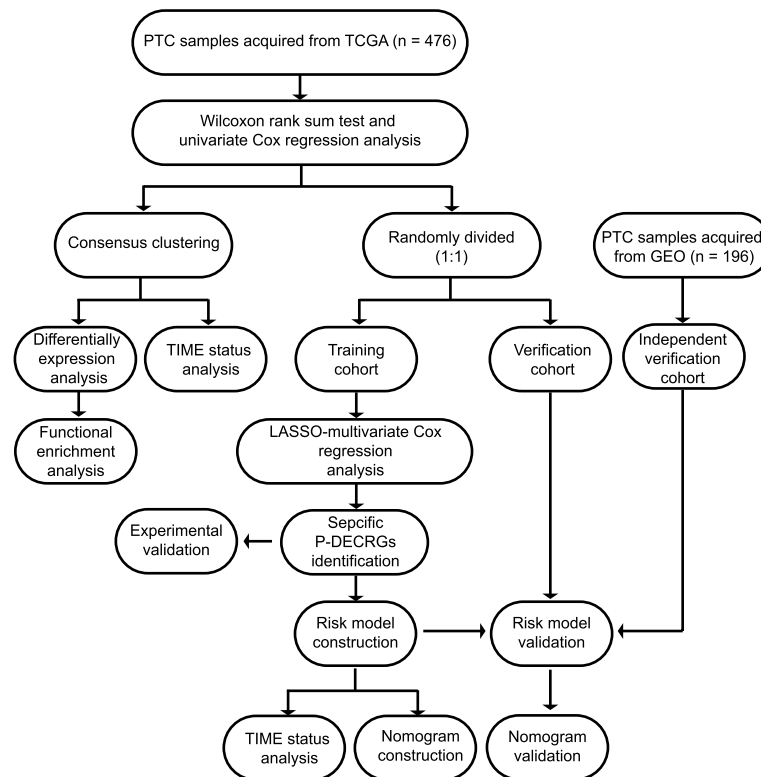 PTC samples acquired from TCGA (n = 476)
Wilcoxon rank sum test and
univariate Cox regression analysis
Consensus clustering
Randomly divided
(1:1)
PTC samples acquired
from GEO (n = 196)
Differentially
expression
analysis
TIME status
analysis
Training
cohort
Verification
cohort
Independent
verification
cohort
Functional
enrichment
analysis
LASSO-multivariate Cox
regression
analysis
Experimental
validation
Sepcific
P-DECRGs
identification
Risk model
construction
Risk model
validation
TIME status
analysis
Nomogram
construction
Nomogram
validation